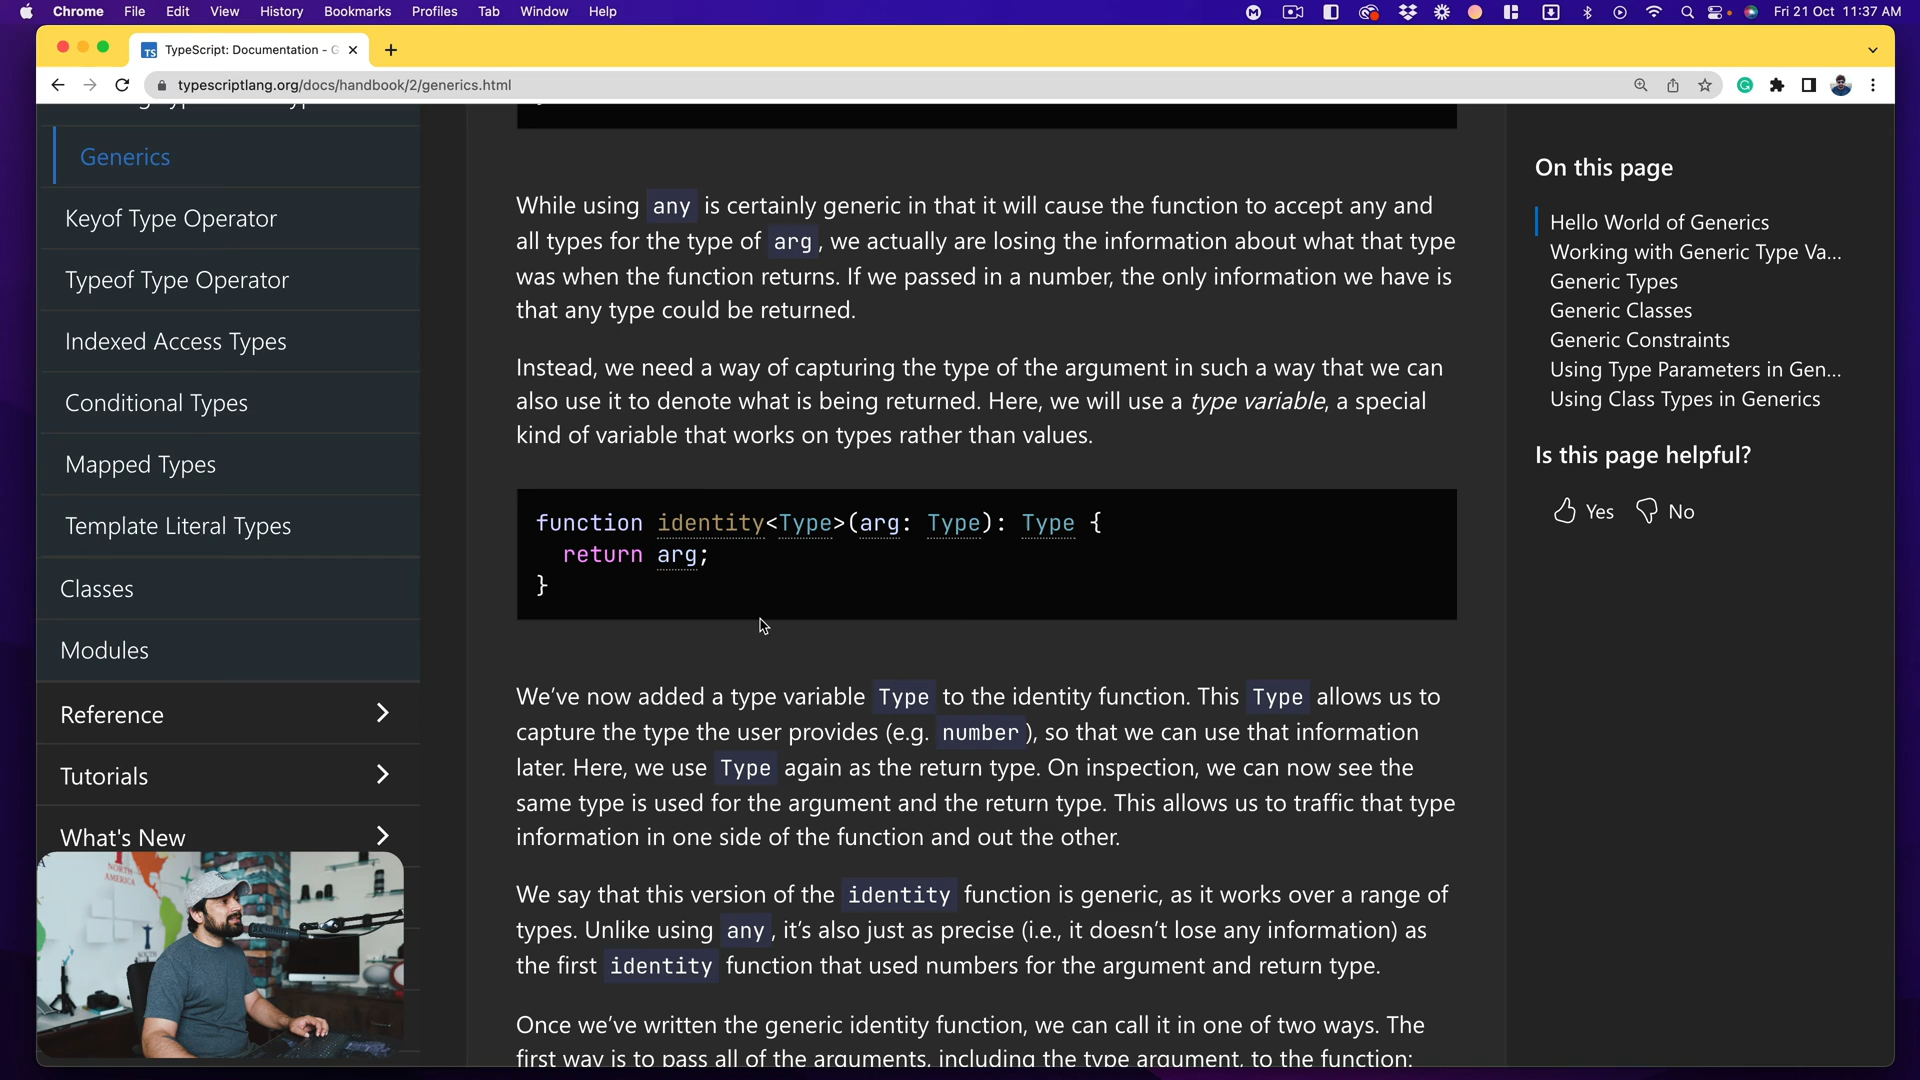 Chrome File Edit View History Bookmarks Profiles Tab Window Help Fri 21 Oct 11:37 AM
TS TypeScript: Documentation - G
typescriptlang.org/docs/handbook/2/generics.html
Generics
Keyof Type Operator
Typeof Type Operator
Indexed Access Types
Conditional Types
Mapped Types
Template Literal Types
Classes
Modules
Reference
Tutorials
What's New
NORTH
AMERICA
While using any is certainly generic in that it will cause the function to accept any and
all types for the type of arg, we actually are losing the information about what that type
was when the function returns. If we passed in a number, the only information we have is
that any type could be returned.
Instead, we need a way of capturing the type of the argument in such a way that we can
also use it to denote what is being returned. Here, we will use a type variable, a special
kind of variable that works on types rather than values.
function identity<Type>(arg: Type): Type {
return arg;
}
We've now added a type variable Type to the identity function. This Type allows us to
capture the type the user provides (e.g. number), so that we can use that information
later. Here, we use Type again as the return type. On inspection, we can now see the
same type is used for the argument and the return type. This allows us to traffic that type
information in one side of the function and out the other.
We say that this version of the identity function is generic, as it works over a range of
types. Unlike using any, it's also just as precise (i.e., it doesn't lose any information) as
the first identity function that used numbers for the argument and return type.
Once we've written the generic identity function, we can call it in one of two ways. The
first way is to pass all of the arguments, including the type argument, to the function:
On this page
Hello World of Generics
Working with Generic Type Va...
Generic Types
Generic Classes
Generic Constraints
Using Type Parameters in Gen...
Using Class Types in Generics
Is this page helpful?
Yes No